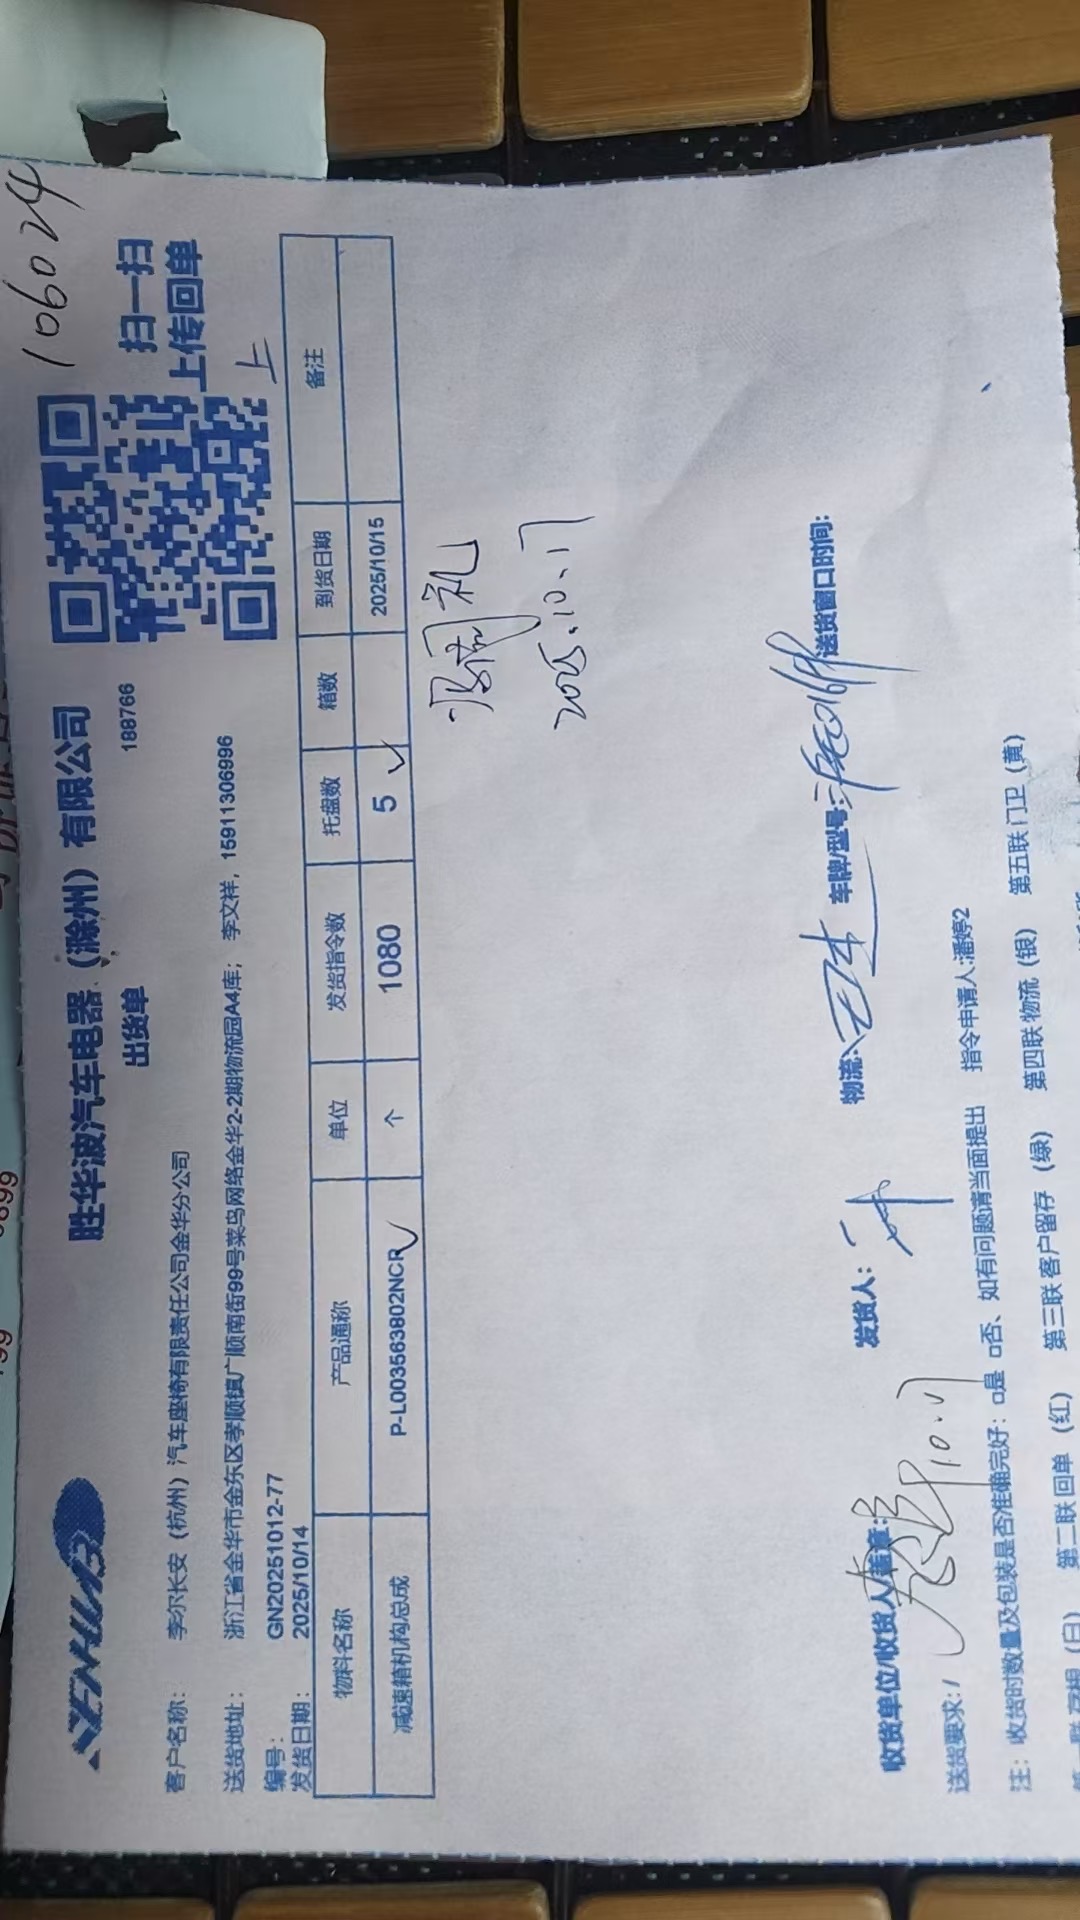 106024
胜华波汽车电器（滁州）有限公司
出货单
188766
扫一扫
上传回单
上
客户名称： 李尔长安（杭州）汽车座椅有限责任公司金华分公司
送货地址： 浙江省金华市金东区孝顺镇广顺南街99号菜鸟网络金华2-2期物流园A4库； 李文祥，15911306996
编号： GN20251012-77
发货日期： 2025/10/14
物料名称 产品通称 单位 发货指令数 托盘数 箱数 到货日期 备注
减速箱机构总成 P-L003563802NCR 个 1080 5 2025/10/15
2025.10.17
收货单位/收货人/盖章： 发货人： 物流: 车牌/型号: 送货窗口时间:
10.17
送货要求:/ 指令申请人:潘婷2
注: 收货时数量及包装是否准确完好: □是 □否、如有问题请当面提出
(白) 第二联 回单 (红) 第三联 客户留存 (绿) 第四联 物流 (银) 第五联 门卫 (黄)